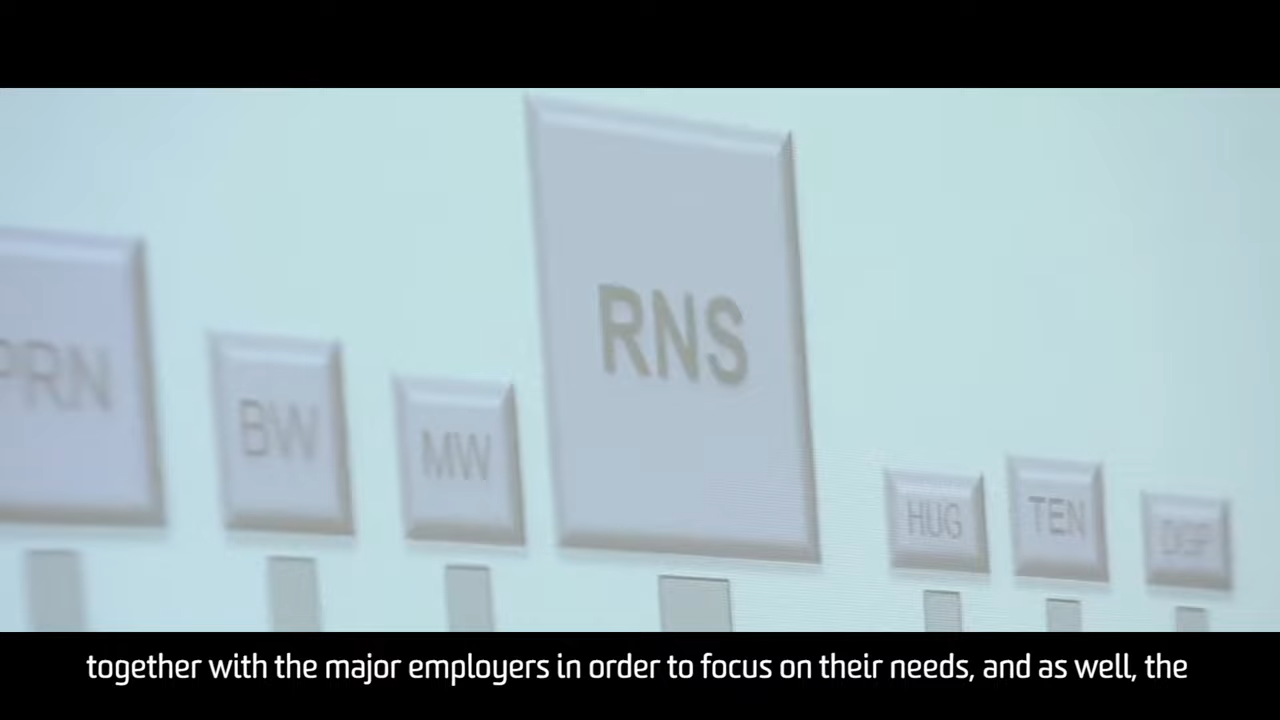 PRN
BW
MW
RNS
HUG
TEN
together with the major employers in order to focus on their needs, and as well, the